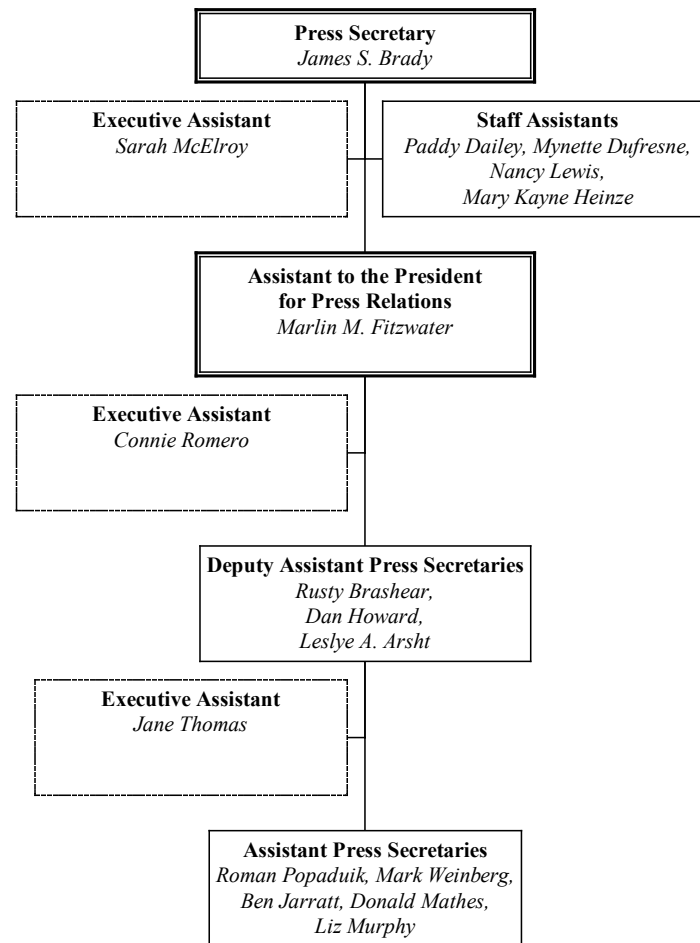 Press Secretary
James S. Brady
Executive Assistant
Sarah McElroy
Staff Assistants
Paddy Dailey, Mynette Dufresne,
Nancy Lewis,
Mary Kayne Heinze
Assistant to the President
for Press Relations
Marlin M. Fitzwater
Executive Assistant
Connie Romero
Deputy Assistant Press Secretaries
Rusty Brashear,
Dan Howard,
Leslye A. Arsht
Executive Assistant
Jane Thomas
Assistant Press Secretaries
Roman Popaduik, Mark Weinberg,
Ben Jarratt, Donald Mathes,
Liz Murphy